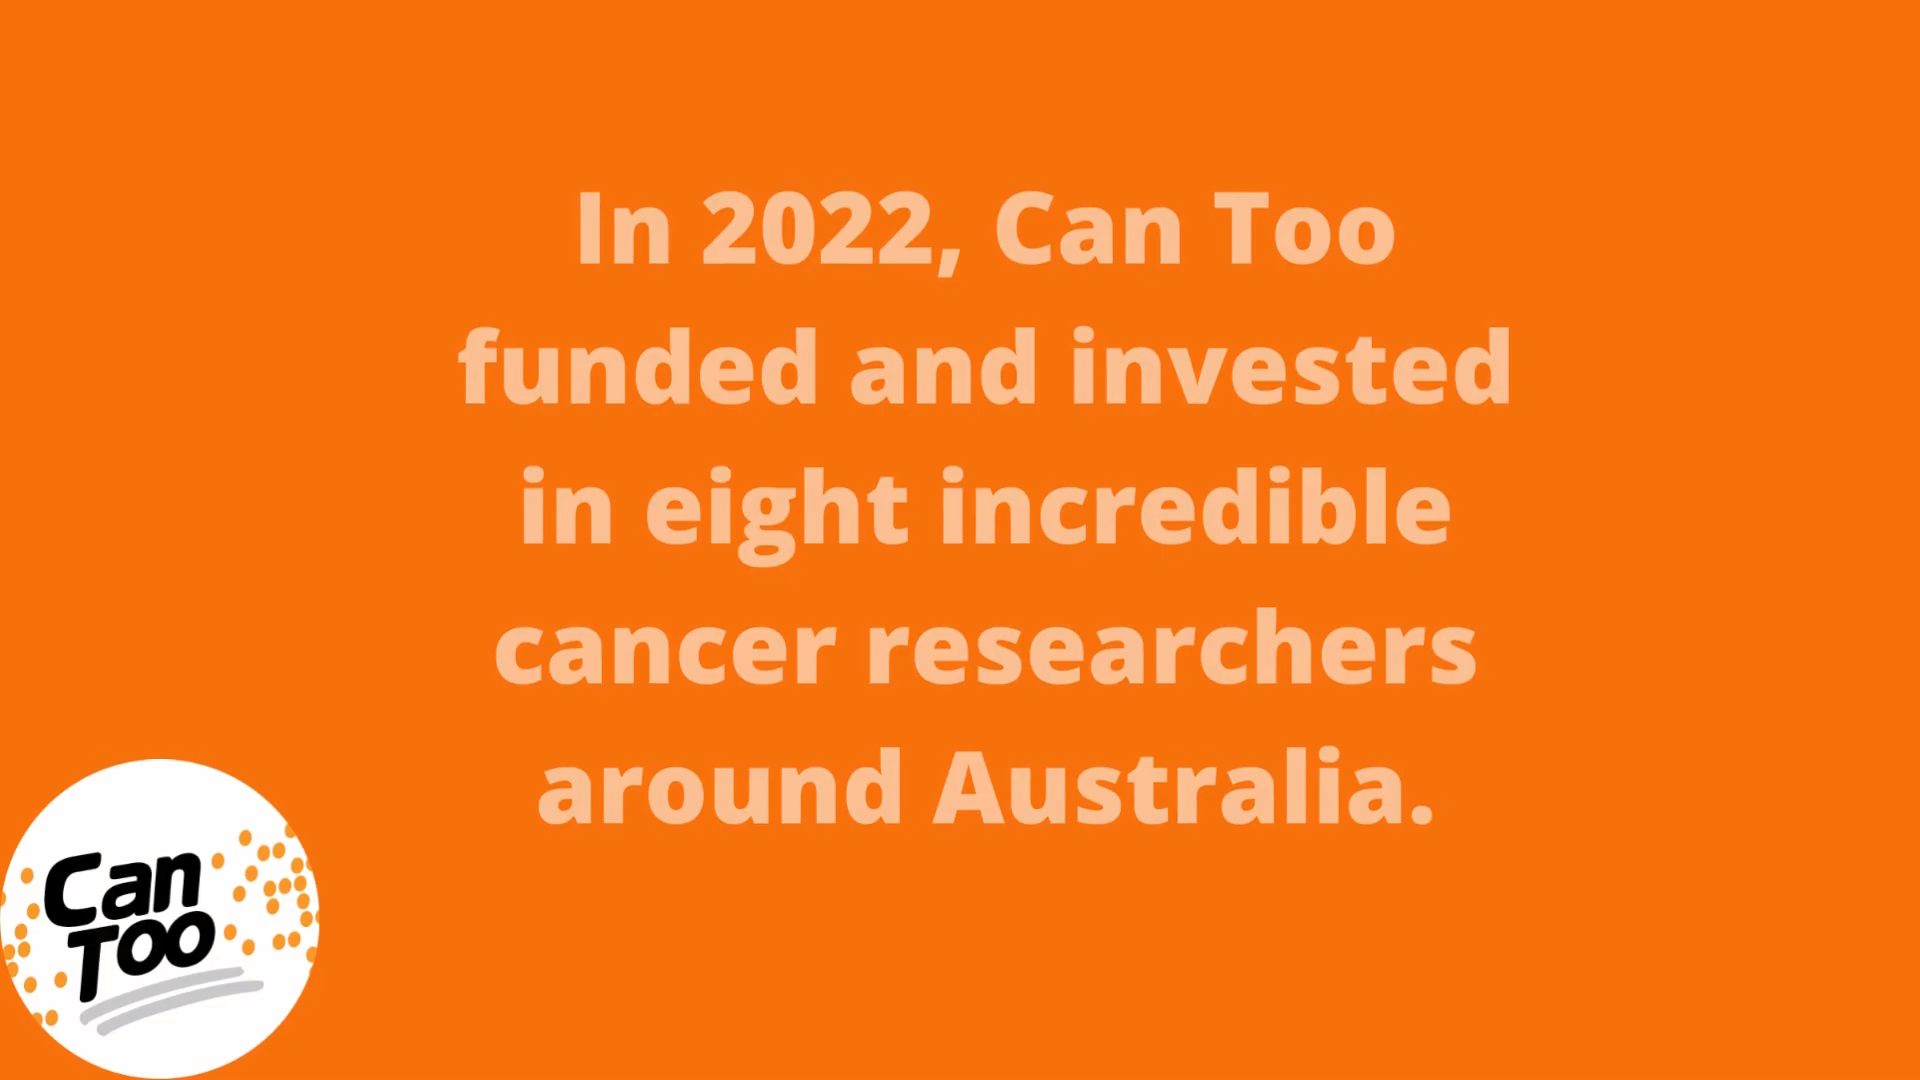 In 2022, Can Too
funded and invested
in eight incredible
cancer researchers
around Australia.
Can
Too